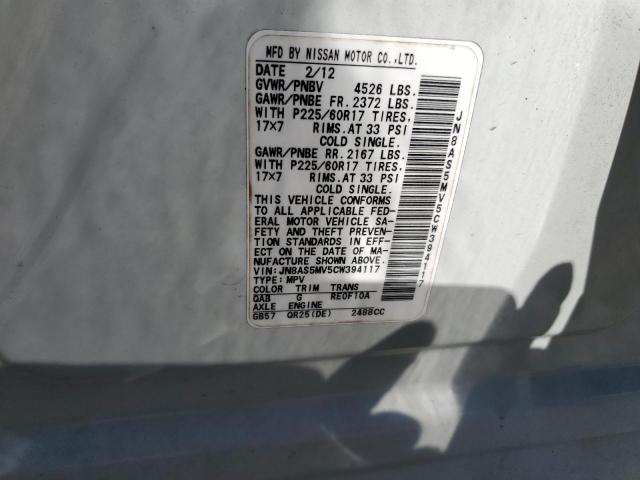 MFD BY NISSAN MOTOR CO.,LTD.
DATE 2/12
GVWR/PNBV 4526 LBS.
GAWR/PNBE FR. 2372 LBS.
WITH P225/60R17 TIRES.
17×7 RIMS.AT 33 PSI
COLD SINGLE.
GAWR/PNBE RR. 2167 LBS.
WITH P225/60R17 TIRES.
17×7 RIMS.AT 33 PSI
COLD SINGLE.
THIS VEHICLE CONFORMS
TO ALL APPLICABLE FED-
ERAL MOTOR VEHICLE SA-
FETY AND THEFT PREVEN-
TION STANDARDS IN EFF-
ECT ON THE DATE OF MA-
NUFACTURE SHOWN ABOVE.
VIN:JN8AS5MV5CW394117
TYPE:MPV
COLOR TRIM TRANS
QAB G RE0F10A
AXLE ENGINE
GB57 QR25(DE) 2488CC
JN8AS5MV5CW394117